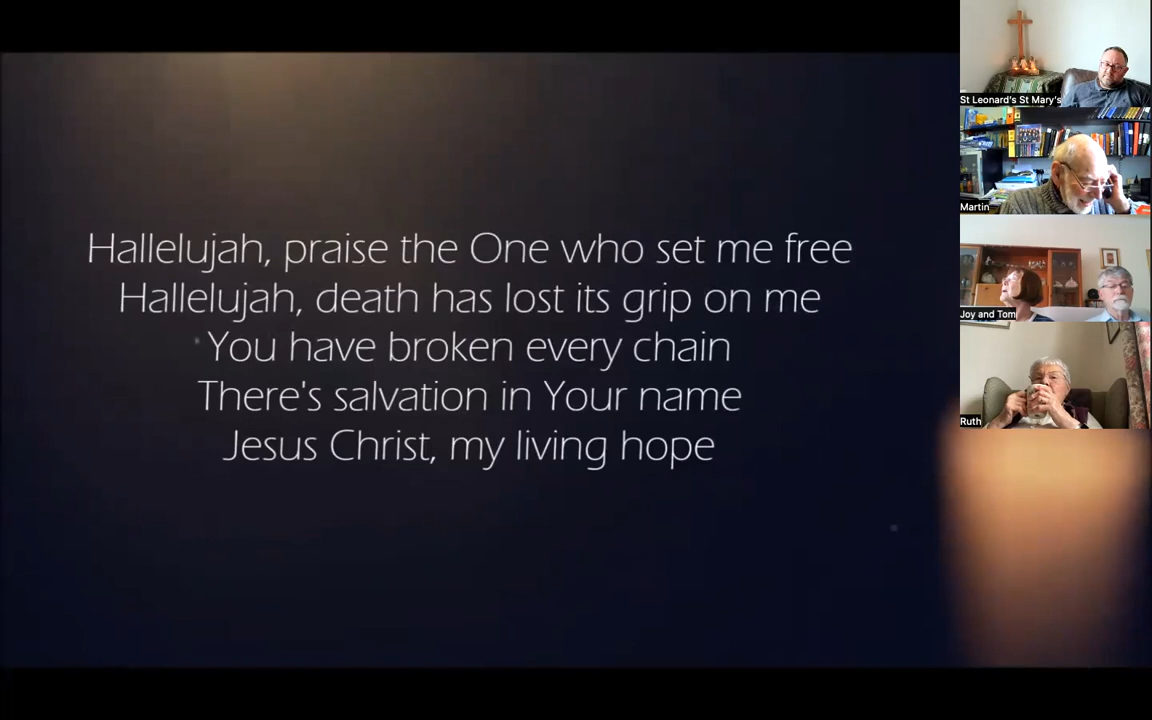 Hallelujah, praise the One who set me free
Hallelujah, death has lost its grip on me
You have broken every chain
There's salvation in Your name
Jesus Christ, my living hope
St Leonard's St Mary's
Martin
Joy and Tom
Ruth